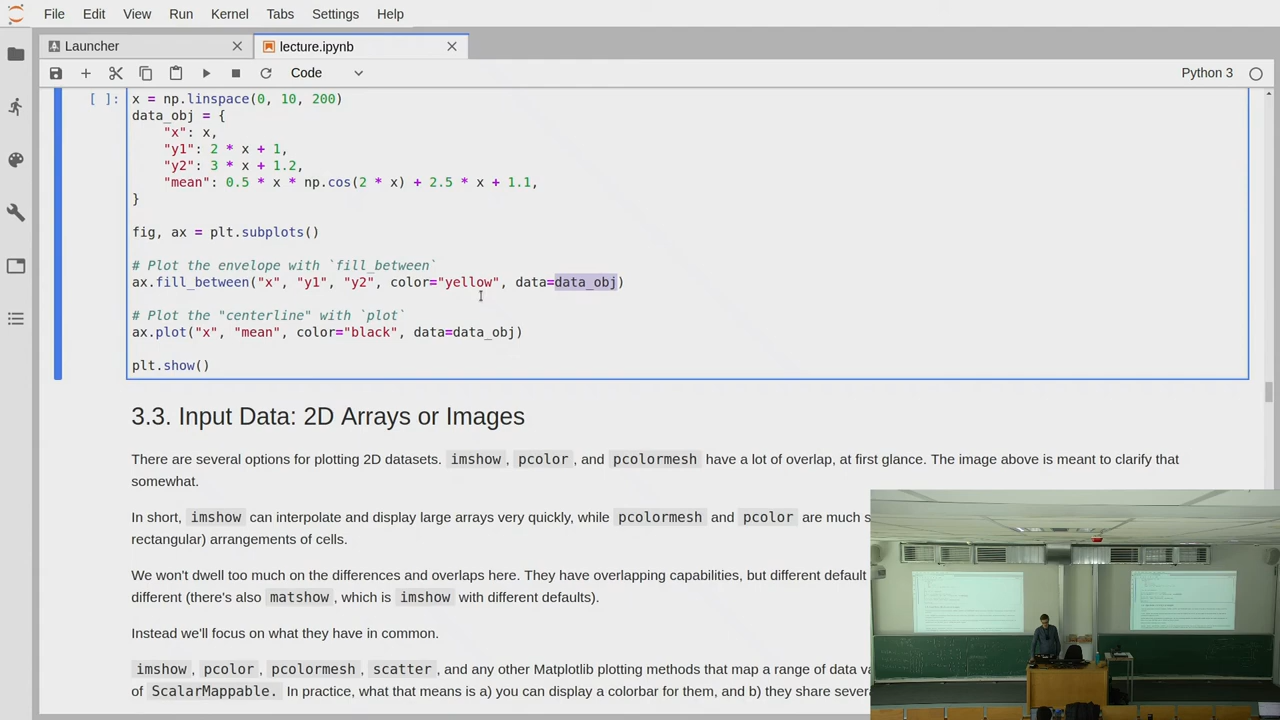 File Edit View Run Kernel Tabs Settings Help
Launcher lecture.ipynb
Code Python 3
[ ]: x = np.linspace(0, 10, 200)
data_obj = {
"x": x,
"y1": 2 * x + 1,
"y2": 3 * x + 1.2,
"mean": 0.5 * x * np.cos(2 * x) + 2.5 * x + 1.1,
}
fig, ax = plt.subplots()
# Plot the envelope with `fill_between`
ax.fill_between("x", "y1", "y2", color="yellow", data=data_obj)
# Plot the "centerline" with `plot`
ax.plot("x", "mean", color="black", data=data_obj)
plt.show()
3.3. Input Data: 2D Arrays or Images
There are several options for plotting 2D datasets. imshow, pcolor, and pcolormesh have a lot of overlap, at first glance. The image above is meant to clarify that
somewhat.
In short, imshow can interpolate and display large arrays very quickly, while pcolormesh and pcolor are much s
rectangular) arrangements of cells.
We won't dwell too much on the differences and overlaps here. They have overlapping capabilities, but different default
different (there's also matshow, which is imshow with different defaults).
Instead we'll focus on what they have in common.
imshow, pcolor, pcolormesh, scatter, and any other Matplotlib plotting methods that map a range of data va
of ScalarMappable. In practice, what that means is a) you can display a colorbar for them, and b) they share severa